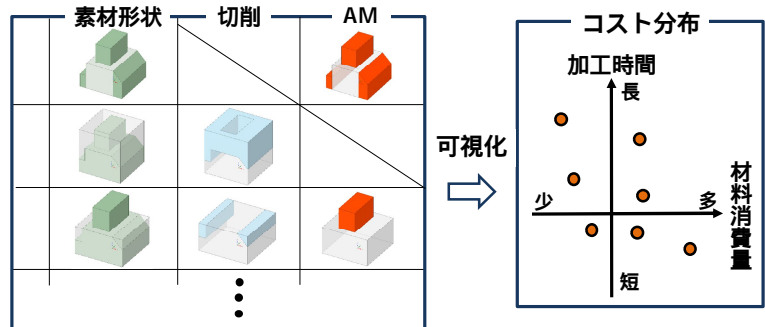 素材形状
切削
AM
可視化
コスト分布
加工時間
長
少
多
短
材料消費量